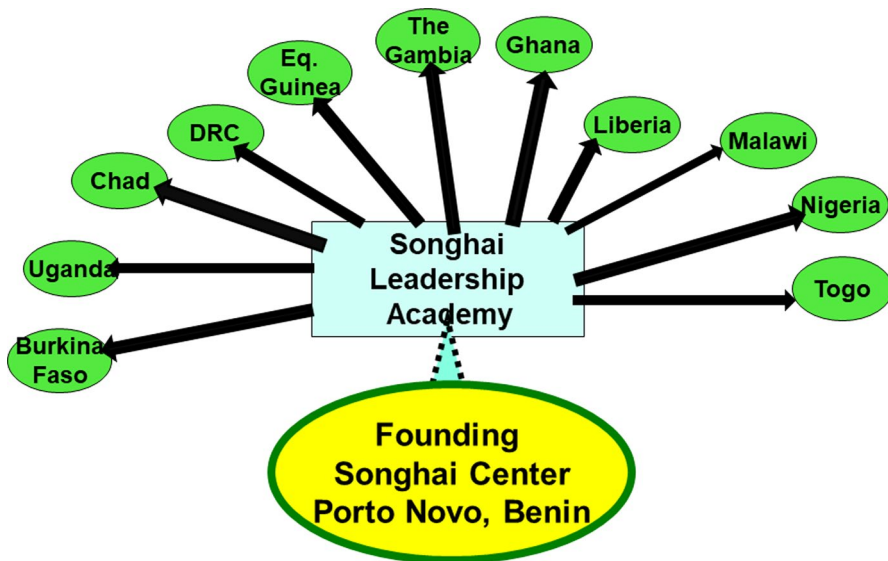 The
Gambia
Ghana
Eq.
Guinea
Liberia
DRC
Malawi
Chad
Nigeria
Songhai
Leadership
Academy
Uganda
Togo
Burkina
Faso
Founding
Songhai Center
Porto Novo, Benin